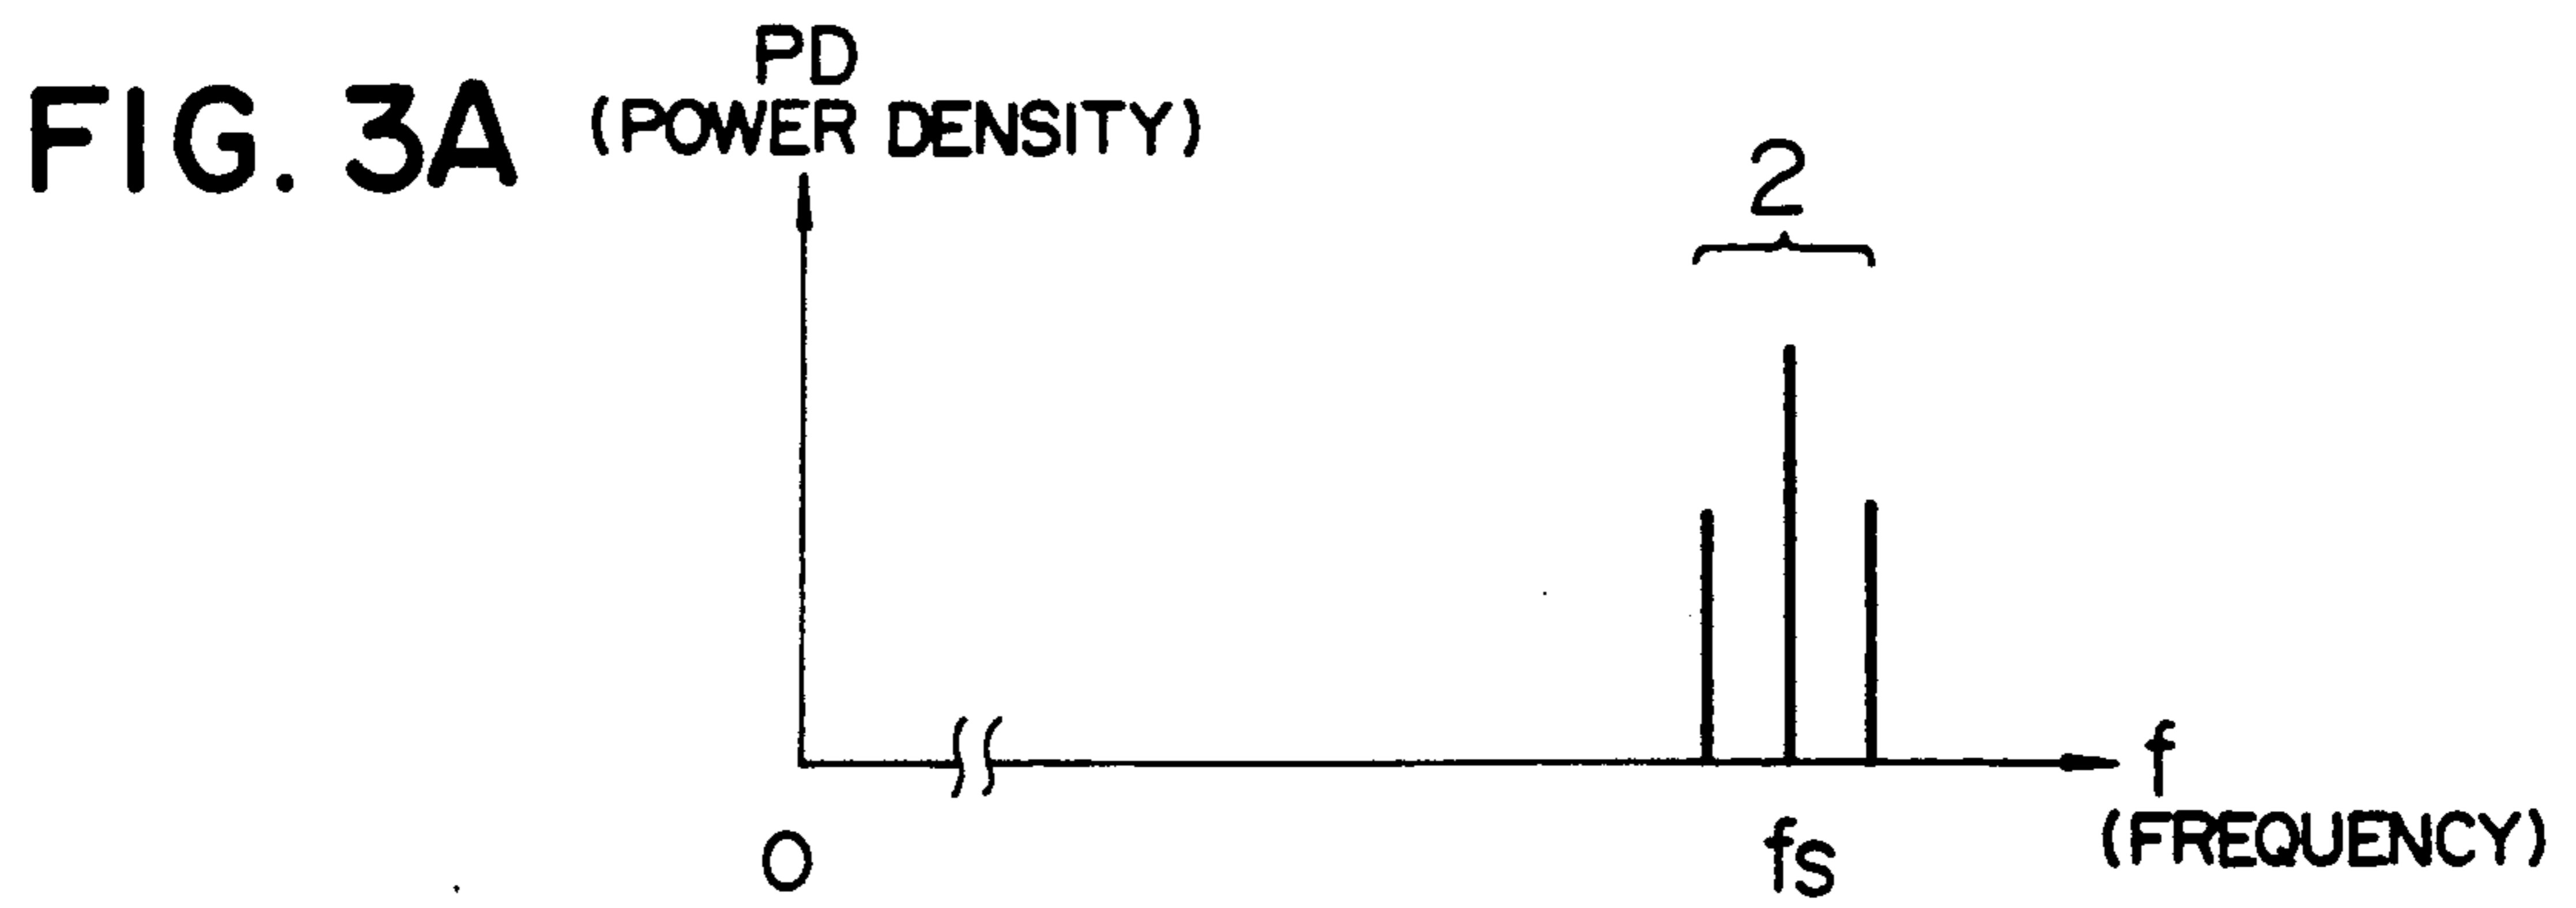 FIG. 3A
PD
(POWER DENSITY)
2
f
(FREQUENCY)
0
fs